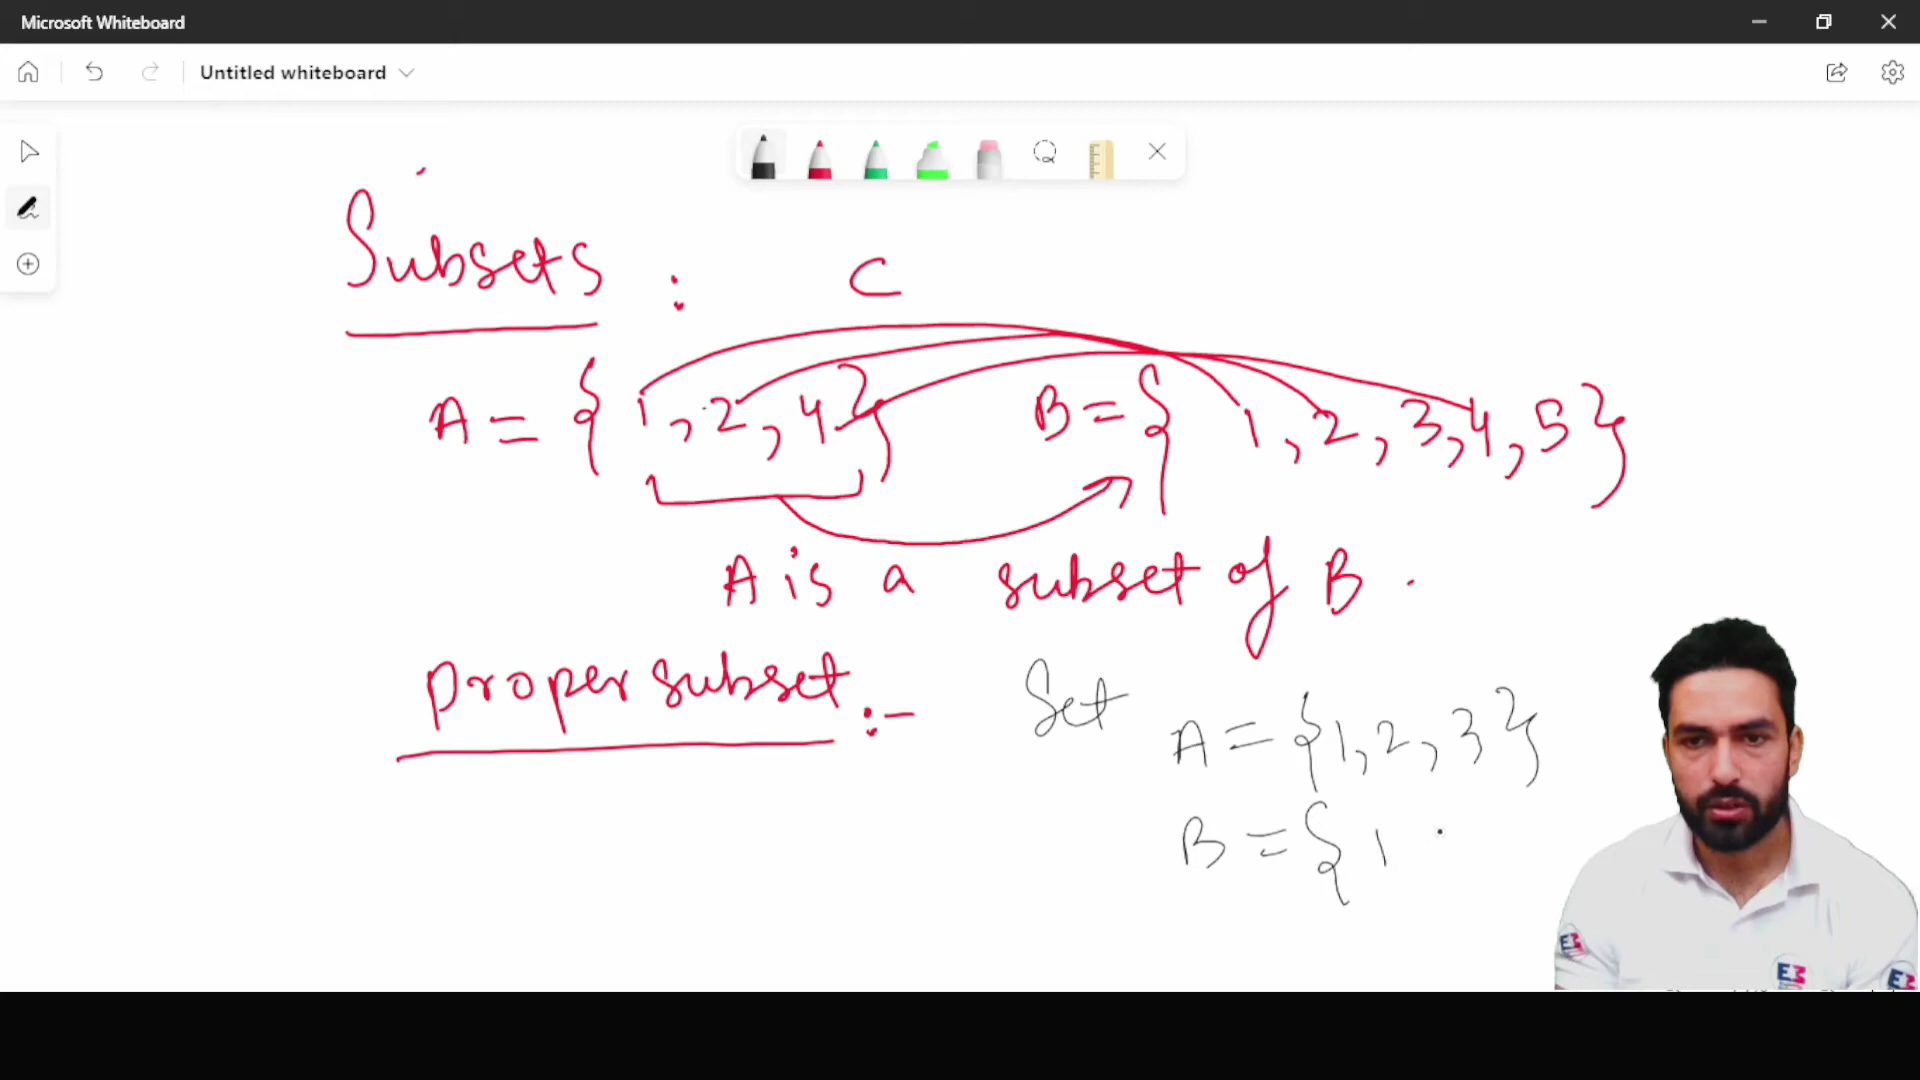 Microsoft Whiteboard
Untitled whiteboard
Subsets : ⊂
A = { 1, 2, 4 } B = { 1, 2, 3, 4, 5 }
A is a subset of B .
Proper subset :-
Set
A = {1, 2, 3}
B = { 1